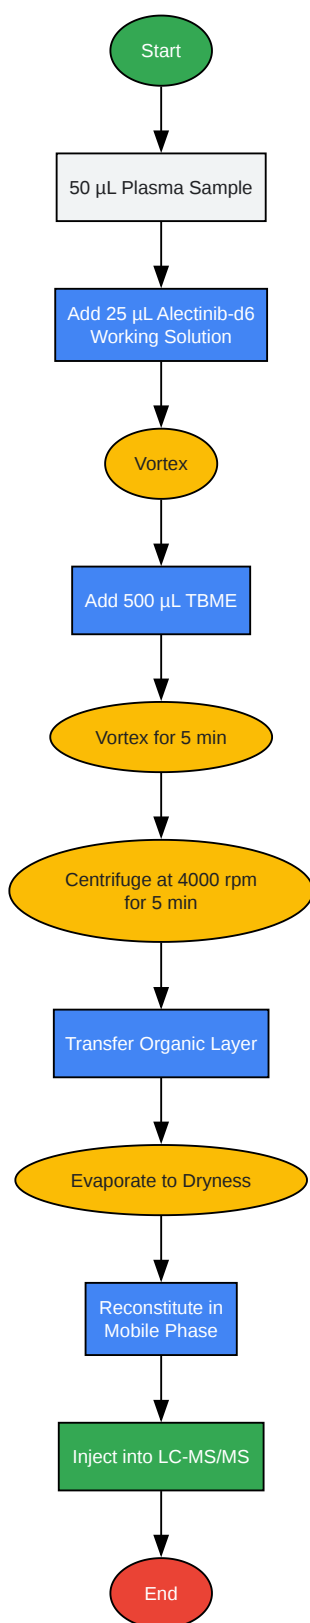 Start
50 µL Plasma Sample
Add 25 µL Alectinib-d6
Working Solution
Vortex
Add 500 µL TBME
Vortex for 5 min
Centrifuge at 4000 rpm
for 5 min
Transfer Organic Layer
Evaporate to Dryness
Reconstitute in
Mobile Phase
Inject into LC-MS/MS
End